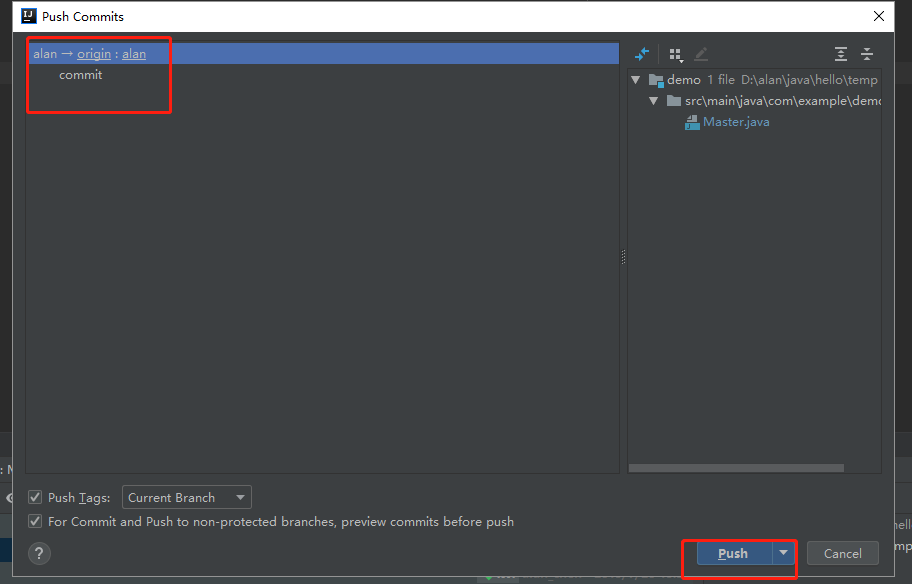 Push Commits
alan → origin : alan
commit
demo 1 file D:\alan\java\hello\temp
src\main\java\com\example\demo
Master.java
Push Tags: Current Branch
For Commit and Push to non-protected branches, preview commits before push
?
Push
Cancel